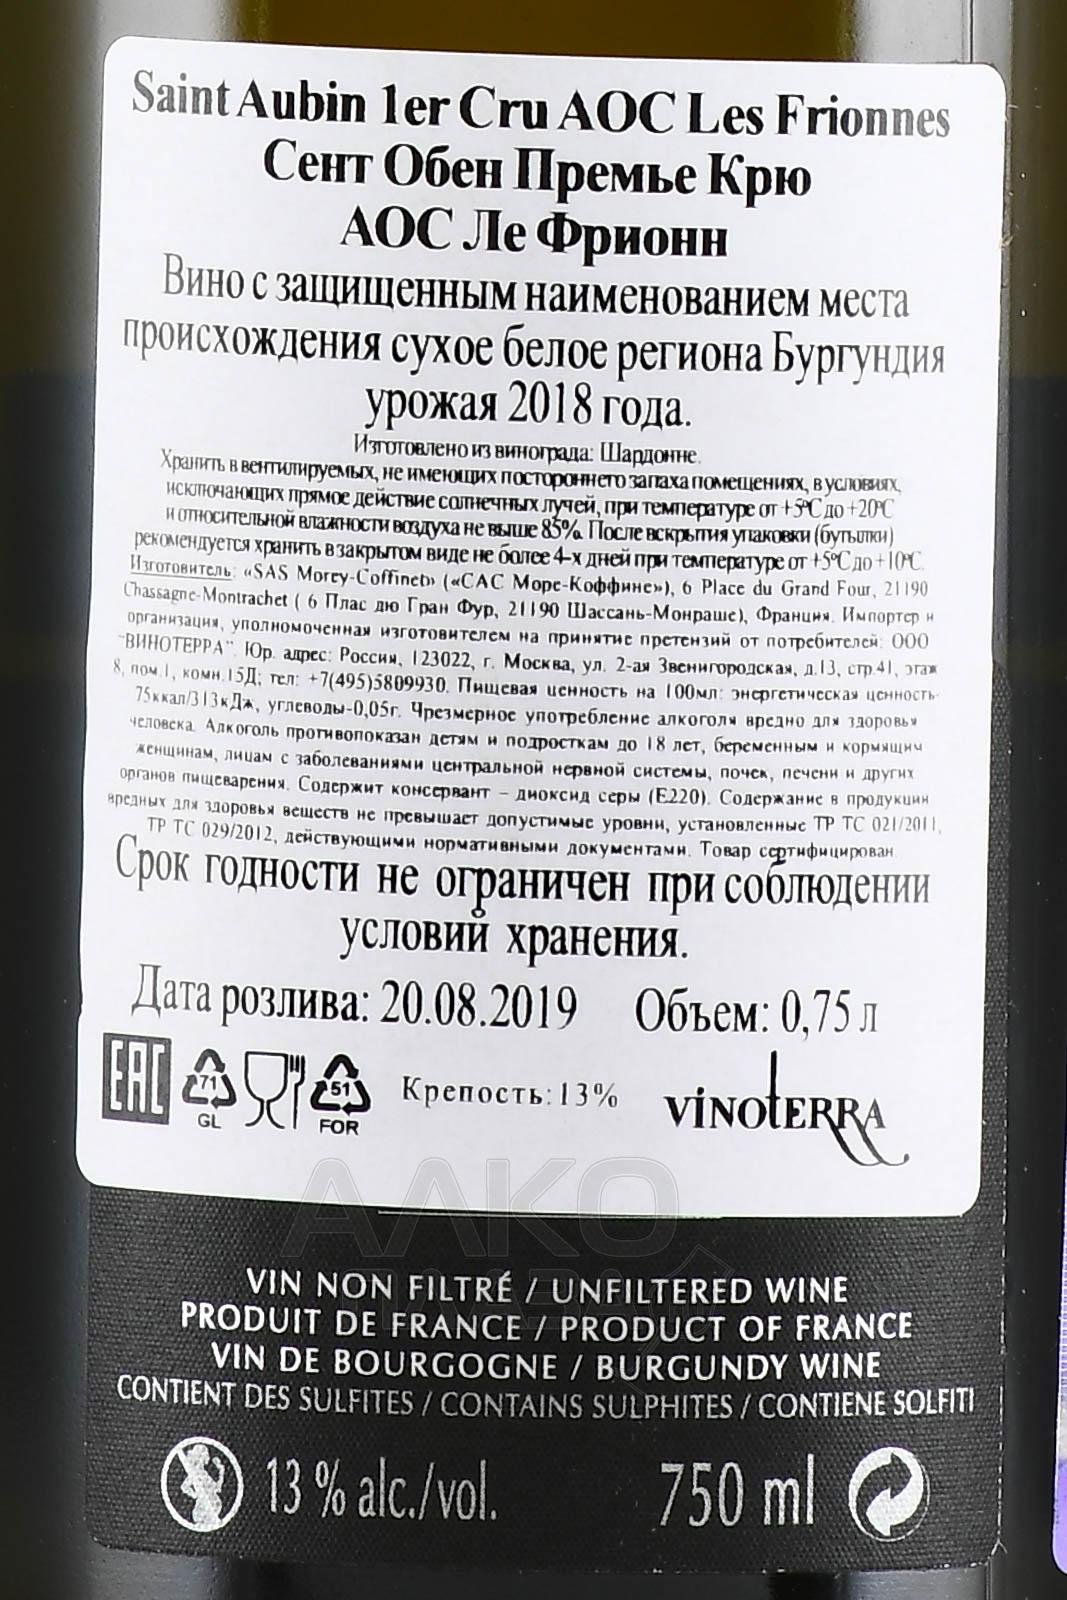 Saint Aubin 1er Cru AOC Les Frionnes
Сент Обен Премье Крю
АОС Ле Фрионн
Вино с защищенным наименованием места
происхождения сухое белое региона Бургундия
урожая 2018 года.
Изготовлено из винограда: Шардонне.
Хранить в вентилируемых, не имеющих постороннего запаха помещениях, в условиях,
исключающих прямое действие солнечных лучей, при температуре от +5°С до +20°С
и относительной влажности воздуха не выше 85%. После вскрытия упаковки (бутылки)
рекомендуется хранить в закрытом виде не более 4-х дней при температуре от +5°С до +10°С.
Изготовитель: «SAS Morey-Coffinet» («САС Море-Коффине»), 6 Place du Grand Four, 21190
Chassagne-Montrachet ( 6 Плас дю Гран Фур, 21190 Шассань-Монраше), Франция. Импортер и
организация, уполномоченная изготовителем на принятие претензий от потребителей: ООО
"ВИНОТЕРРА". Юр. адрес: Россия, 123022, г. Москва, ул. 2-ая Звенигородская, д.13, стр.41, этаж
8, пом.1, комн.15Д; тел: +7(495)5809930. Пищевая ценность на 100мл: энергетическая ценность-
75ккал/313кДж, углеводы-0,05г. Чрезмерное употребление алкоголя вредно для здоровья
человека. Алкоголь противопоказан детям и подросткам до 18 лет, беременным и кормящим
женщинам, лицам с заболеваниями центральной нервной системы, почек, печени и других
органов пищеварения. Содержит консервант – диоксид серы (E220). Содержание в продукции
вредных для здоровья веществ не превышает допустимые уровни, установленные ТР ТС 021/2011,
ТР ТС 029/2012, действующими нормативными документами. Товар сертифицирован.
Срок годности не ограничен при соблюдении
условий хранения.
Дата розлива: 20.08.2019 Объем: 0,75 л
EAC 71 GL 51 FOR Крепость: 13% vinoterra
АЛКО
ПЛАЗА
VIN NON FILTRÉ / UNFILTERED WINE
PRODUIT DE FRANCE / PRODUCT OF FRANCE
VIN DE BOURGOGNE / BURGUNDY WINE
CONTIENT DES SULFITES / CONTAINS SULPHITES / CONTIENE SOLFITI
13 % alc./vol. 750 ml